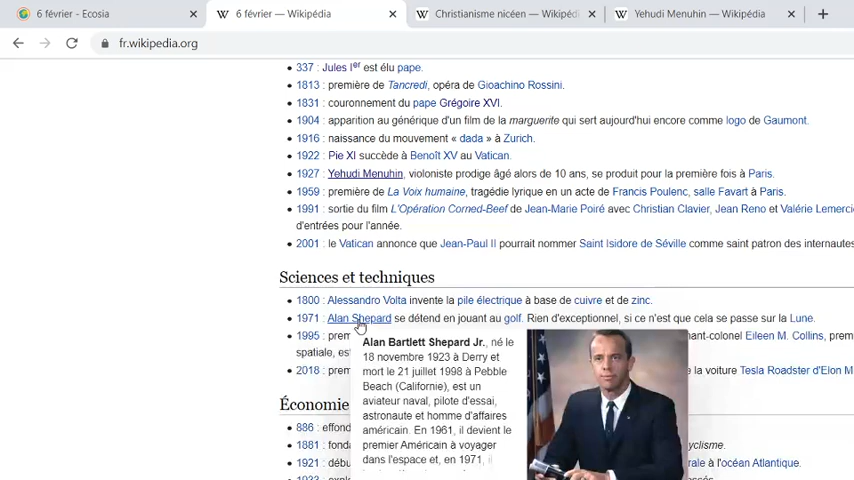 6 février - Ecosia
6 février — Wikipédia
Christianisme nicéen — Wikipéd
Yehudi Menuhin — Wikipédia
fr.wikipedia.org
337 : Jules Ier est élu pape.
1813 : première de Tancredi, opéra de Gioachino Rossini.
1831 : couronnement du pape Grégoire XVI.
1904 : apparition au générique d'un film de la marguerite qui sert aujourd'hui encore comme logo de Gaumont.
1916 : naissance du mouvement « dada » à Zurich.
1922 : Pie XI succède à Benoît XV au Vatican.
1927 : Yehudi Menuhin, violoniste prodige âgé alors de 10 ans, se produit pour la première fois à Paris.
1959 : première de La Voix humaine, tragédie lyrique en un acte de Francis Poulenc, salle Favart à Paris.
1991 : sortie du film L'Opération Corned-Beef de Jean-Marie Poiré avec Christian Clavier, Jean Reno et Valérie Lemerci
d'entrées pour l'année.
2001 : le Vatican annonce que Jean-Paul II pourrait nommer Saint Isidore de Séville comme saint patron des internautes
Sciences et techniques
1800 : Alessandro Volta invente la pile électrique à base de cuivre et de zinc.
1971 : Alan Shepard se détend en jouant au golf. Rien d'exceptionnel, si ce n'est que cela se passe sur la Lune.
1995 : prem
nant-colonel Eileen M. Collins, prem
spatiale, es
2018 : prem
la voiture Tesla Roadster d'Elon M
Alan Bartlett Shepard Jr., né le
18 novembre 1923 à Derry et
mort le 21 juillet 1998 à Pebble
Beach (Californie), est un
aviateur naval, pilote d'essai,
astronaute et homme d'affaires
américain. En 1961, il devient le
premier Américain à voyager
dans l'espace et, en 1971, il
Économie
886 : effond
1881 : fonda
yclisme.
1921 : débu
rale à l'océan Atlantique.